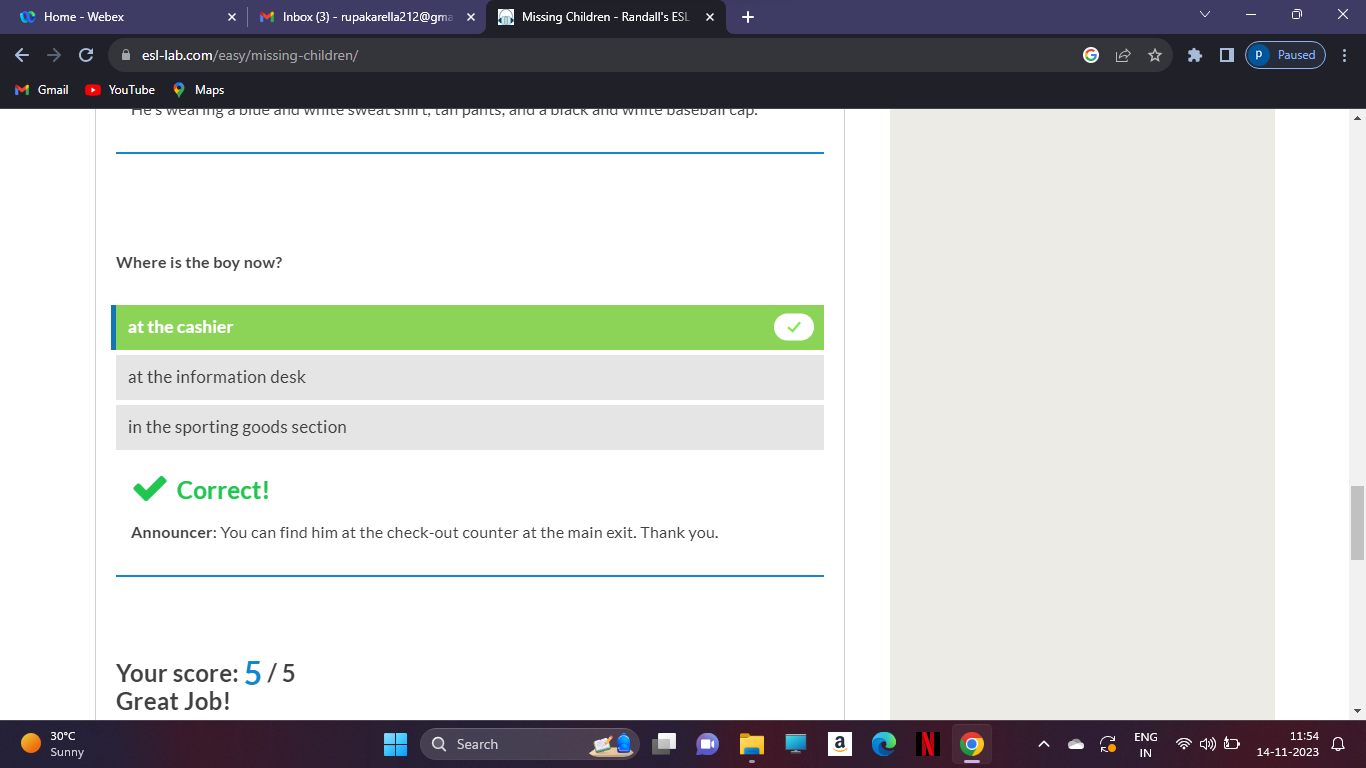 Home - Webex
Inbox (3) - rupakarella212@gma
Missing Children - Randall's ESL
esl-lab.com/easy/missing-children/
p Paused
Gmail
YouTube
Maps
He's wearing a blue and white sweat shirt, tan pants, and a black and white baseball cap.
Where is the boy now?
at the cashier
at the information desk
in the sporting goods section
Correct!
Announcer: You can find him at the check-out counter at the main exit. Thank you.
Your score: 5 / 5
Great Job!
30°C
Sunny
Search
a
N
ENG
IN
11:54
14-11-2023